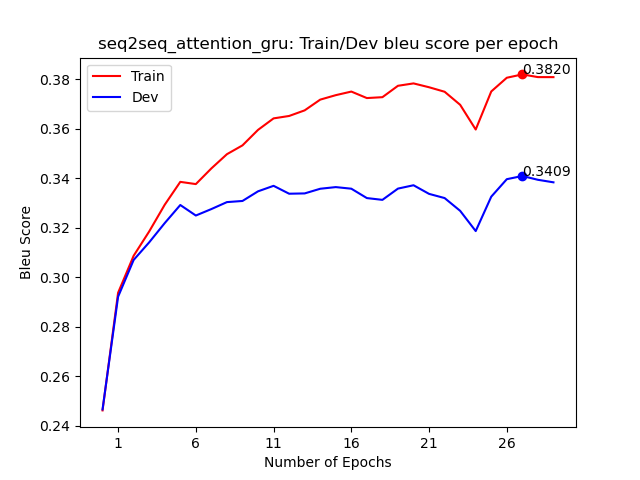 seq2seq_attention_gru: Train/Dev bleu score per epoch
Train
Dev
0.3820
0.3409
0.38
0.36
0.34
0.32
0.30
0.28
0.26
0.24
Bleu Score
1 6 11 16 21 26
Number of Epochs